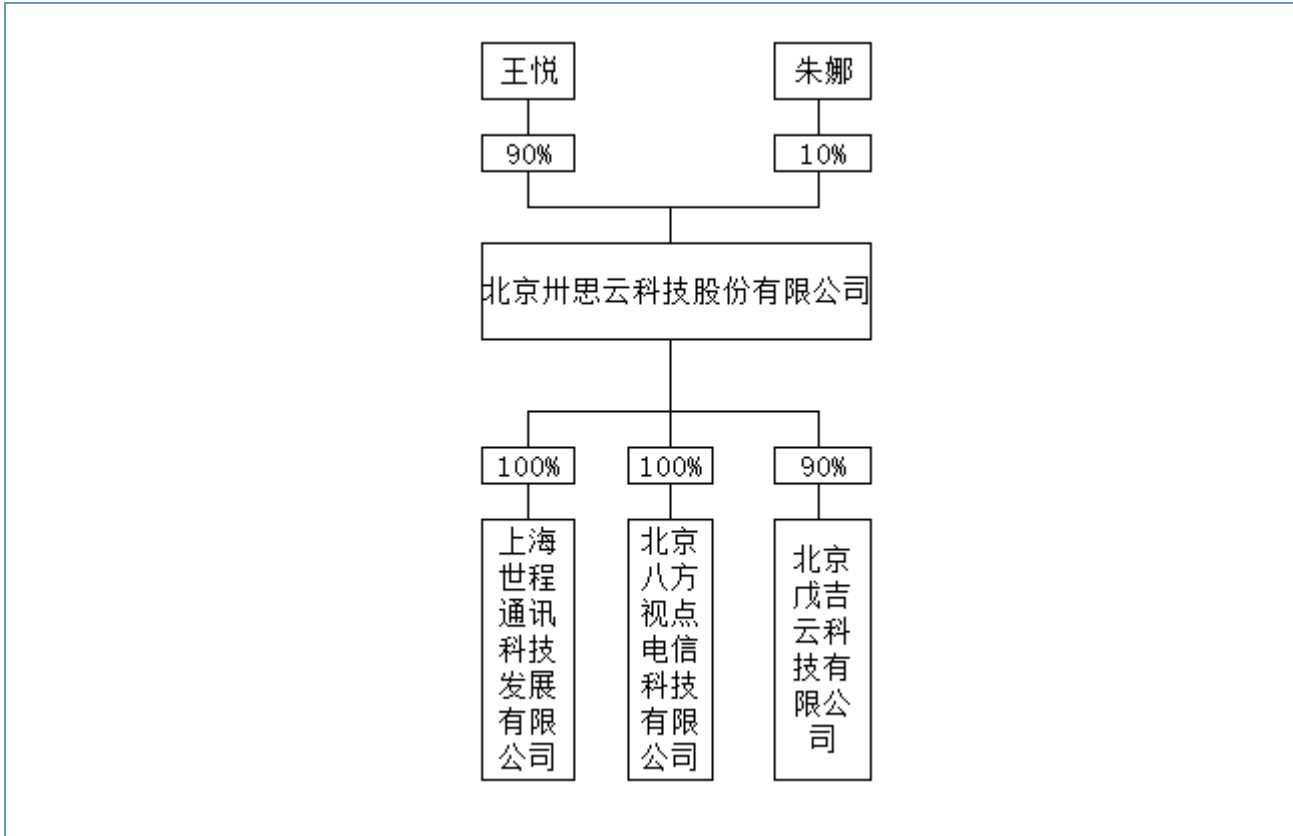 王悦
朱娜
90%
10%
北京卅思云科技股份有限公司
100%
100%
90%
上海
世程
通讯
科技
发展
有限
公司
北京
八方
视点
电信
科技
有限
公司
北京
戊吉
云科
技有
限公
司